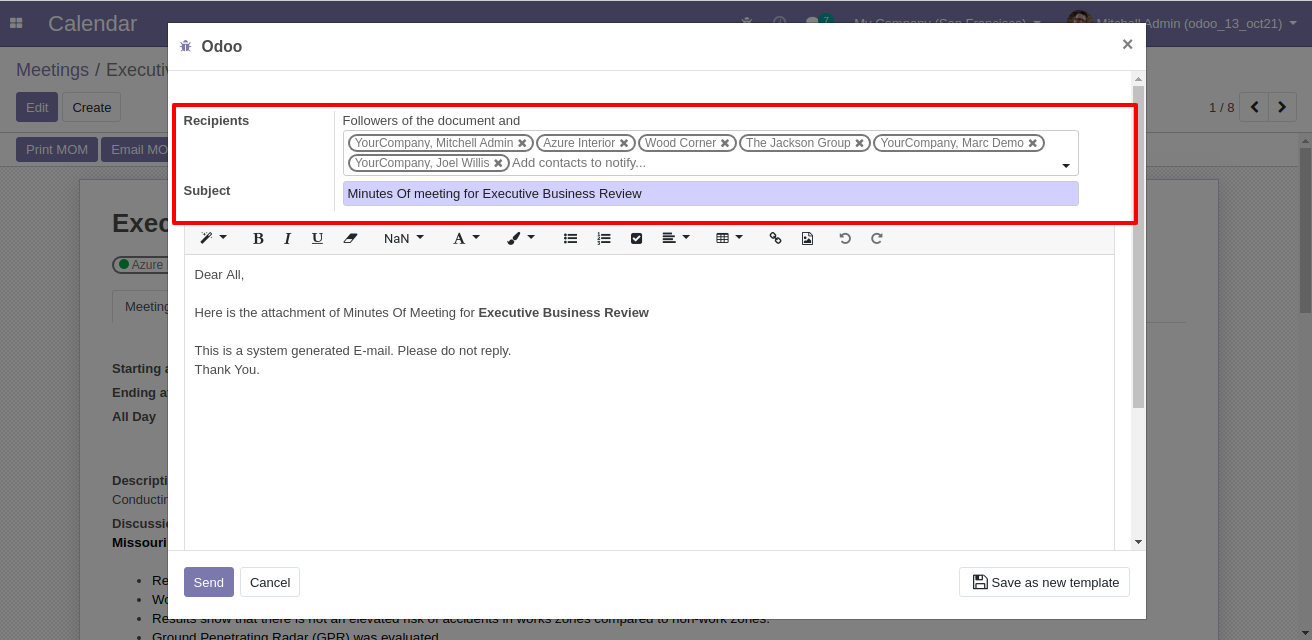 Calendar
7
My Company (San Francisco)
Mitchell Admin (odoo_13_oct21)
Odoo
×
Meetings / Executiv
Edit
Create
1 / 8
Print MOM
Email MO
Recipients
Followers of the document and
YourCompany, Mitchell Admin ✖ Azure Interior ✖ Wood Corner ✖ The Jackson Group ✖ YourCompany, Marc Demo ✖
YourCompany, Joel Willis ✖ Add contacts to notify...
Subject
Minutes Of meeting for Executive Business Review
Exec
B I U NaN A
Azure
Meeting
Dear All,
Here is the attachment of Minutes Of Meeting for Executive Business Review
This is a system generated E-mail. Please do not reply.
Thank You.
Starting a
Ending a
All Day
Descripti
Conductin
Discussio
Missouri
Re
Wo
Results show that there is not an elevated risk of accidents in works zones compared to non-work zones.
Ground Penetrating Radar (GPR) was evaluated
Send
Cancel
Save as new template